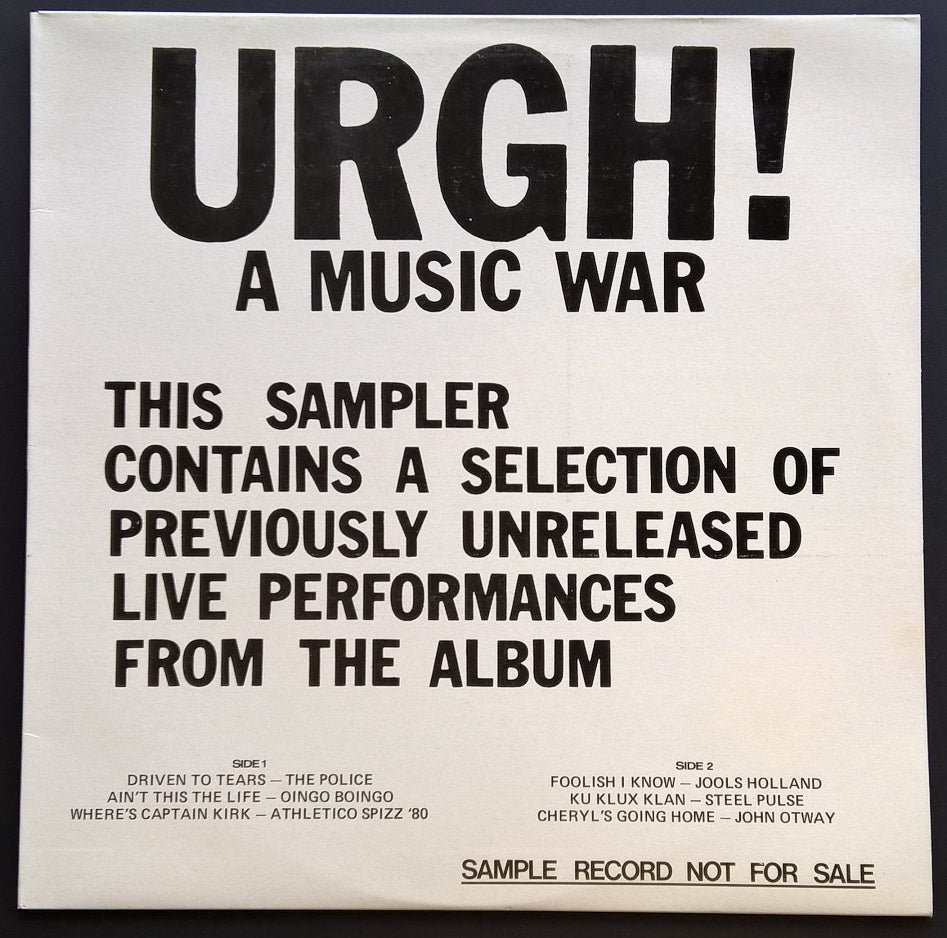 URGH!
A MUSIC WAR
THIS SAMPLER
CONTAINS A SELECTION OF
PREVIOUSLY UNRELEASED
LIVE PERFORMANCES
FROM THE ALBUM
SIDE 1
DRIVEN TO TEARS — THE POLICE
AIN'T THIS THE LIFE — OINGO BOINGO
WHERE'S CAPTAIN KIRK — ATHLETICO SPIZZ '80
SIDE 2
FOOLISH I KNOW — JOOLS HOLLAND
KU KLUX KLAN — STEEL PULSE
CHERYL'S GOING HOME — JOHN OTWAY
SAMPLE RECORD NOT FOR SALE